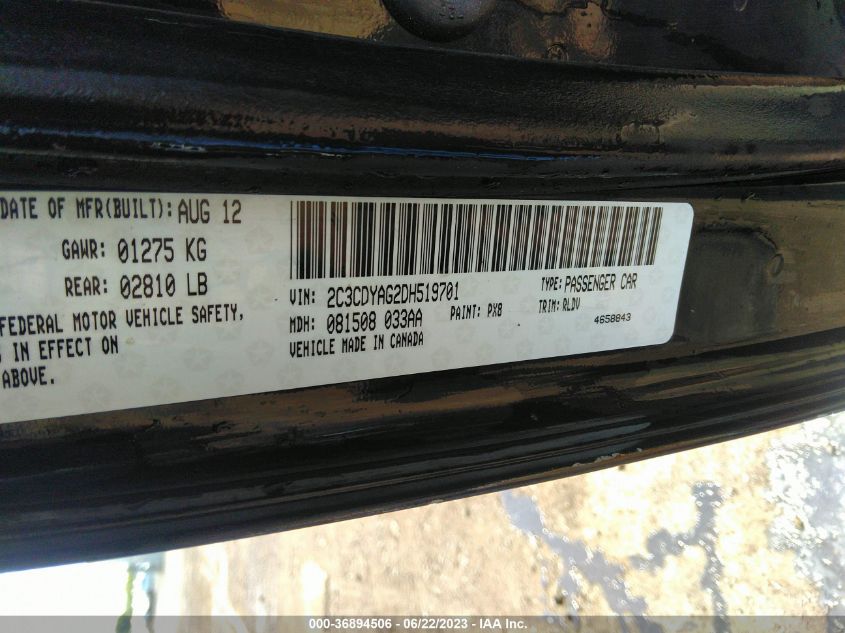 DATE OF MFR(BUILT): AUG 12
GAWR: 01275 KG
REAR: 02810 LB
FEDERAL MOTOR VEHICLE SAFETY,
IN EFFECT ON
ABOVE.
VIN: 2C3CDYAG2DH519701 TYPE: PASSENGER CAR
MDH: 081508 033AA PAINT: PX8 TRIM: RLDV
VEHICLE MADE IN CANADA 4658843
000-36894506 - 06/22/2023 - IAA Inc.